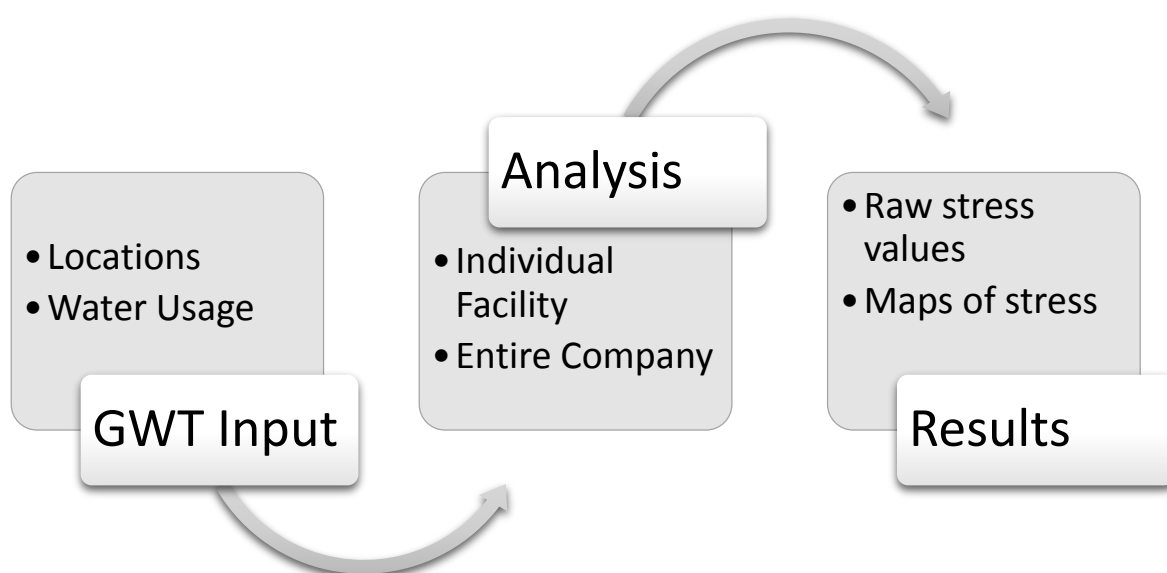 • Locations
• Water Usage
GWT Input
Analysis
• Individual
Facility
• Entire Company
• Raw stress
values
• Maps of stress
Results